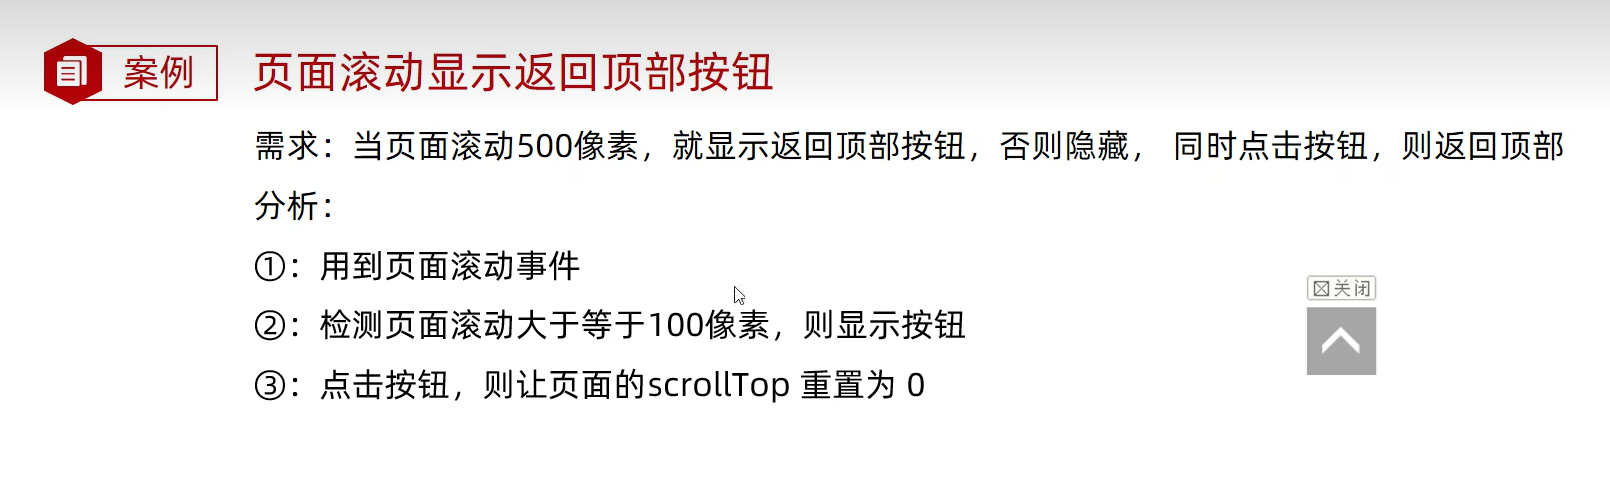 案例 页面滚动显示返回顶部按钮
需求：当页面滚动500像素，就显示返回顶部按钮，否则隐藏， 同时点击按钮，则返回顶部
分析：
①：用到页面滚动事件
②：检测页面滚动大于等于100像素，则显示按钮
③：点击按钮，则让页面的scrollTop 重置为 0
关闭